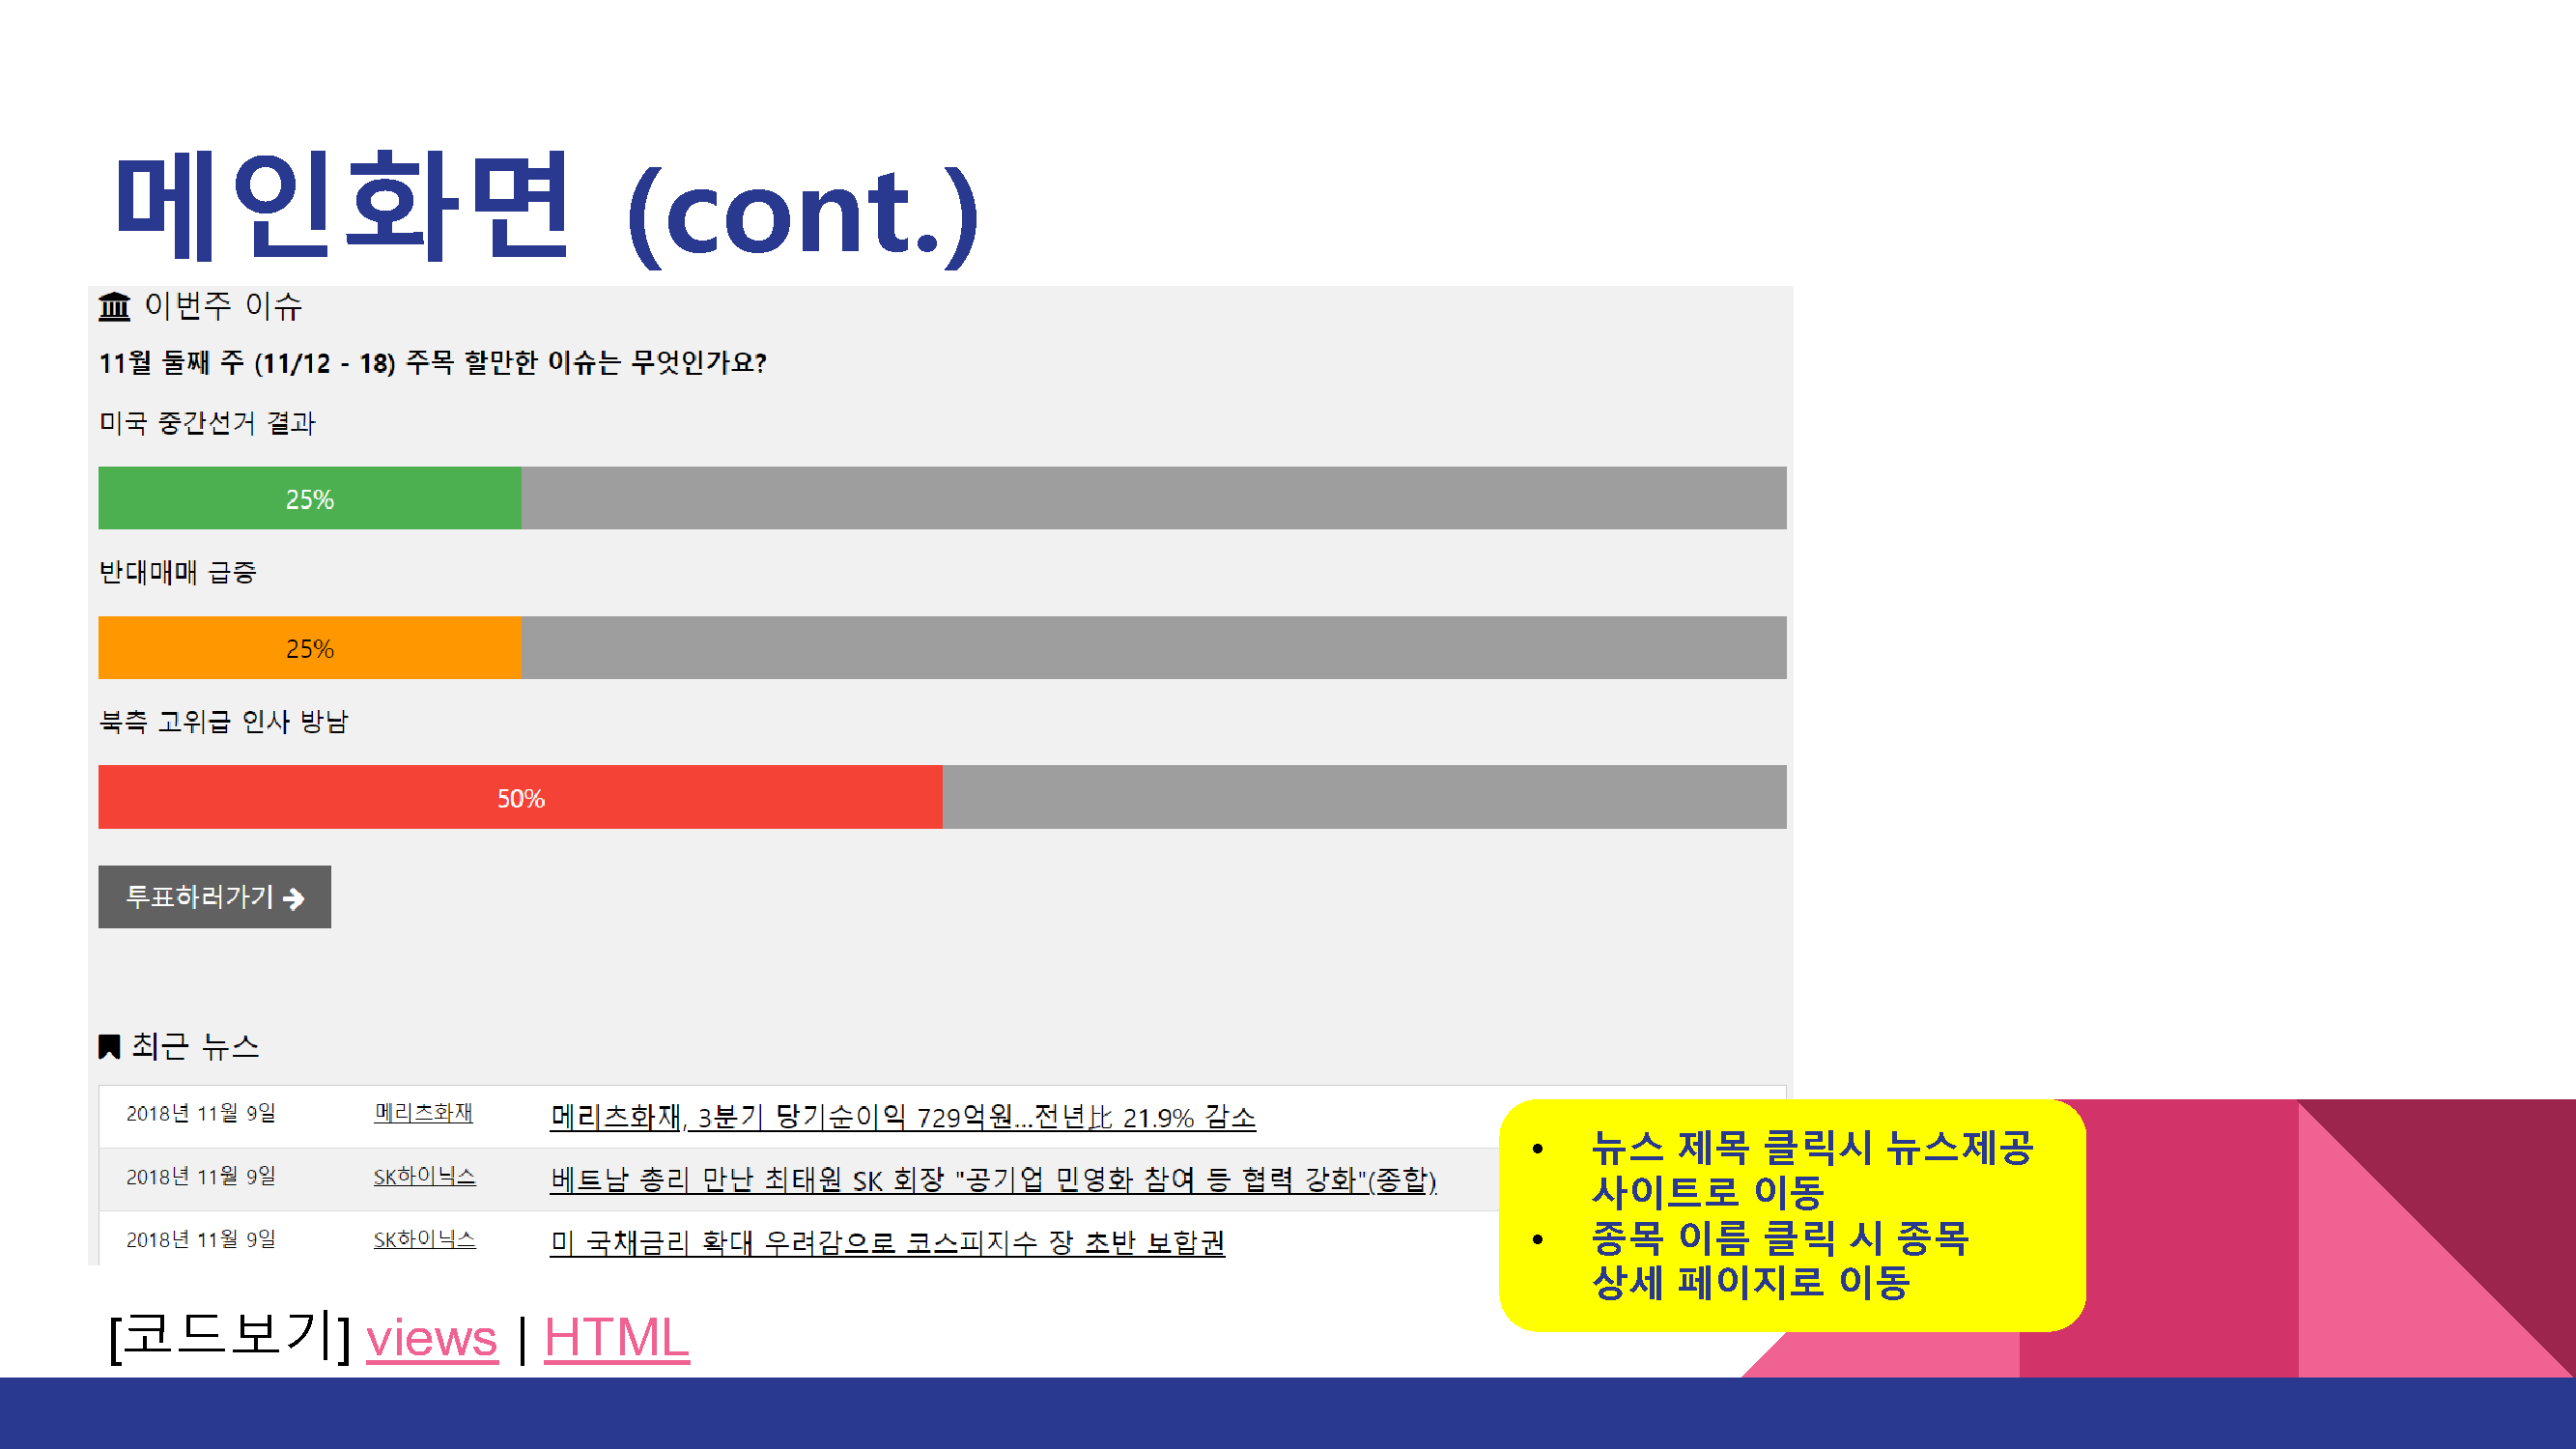 메인화면 (cont.)
이번주 이슈
11월 둘째 주 (11/12 - 18) 주목 할만한 이슈는 무엇인가요?
미국 중간선거 결과
25%
반대매매 급증
25%
북측 고위급 인사 방남
50%
투표하러가기
최근 뉴스
2018년 11월 9일 메리츠화재 메리츠화재, 3분기 당기순이익 729억원...전년比 21.9% 감소
2018년 11월 9일 SK하이닉스 베트남 총리 만난 최태원 SK 회장 "공기업 민영화 참여 등 협력 강화"(종합)
2018년 11월 9일 SK하이닉스 미 국채금리 확대 우려감으로 코스피지수 장 초반 보합권
• 뉴스 제목 클릭시 뉴스제공
사이트로 이동
• 종목 이름 클릭 시 종목
상세 페이지로 이동
[코드보기] views | HTML